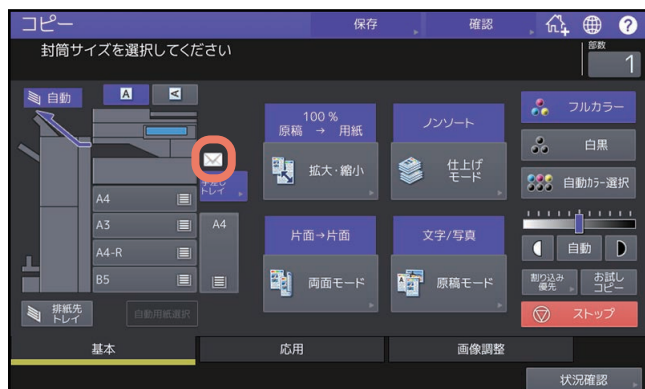 コピー
保存
確認
?
封筒サイズを選択してください
部数
1
自動
A
A
100 %
原稿 → 用紙
ノンソート
フルカラー
拡大・縮小
仕上げ
モード
白黒
手差し
トレイ
自動カラー選択
A4
A3
A4
A4-R
B5
片面→片面
文字/写真
自動
両面モード
原稿モード
割り込み
優先
お試し
コピー
排紙先
トレイ
自動用紙選択
ストップ
基本
応用
画像調整
状況確認